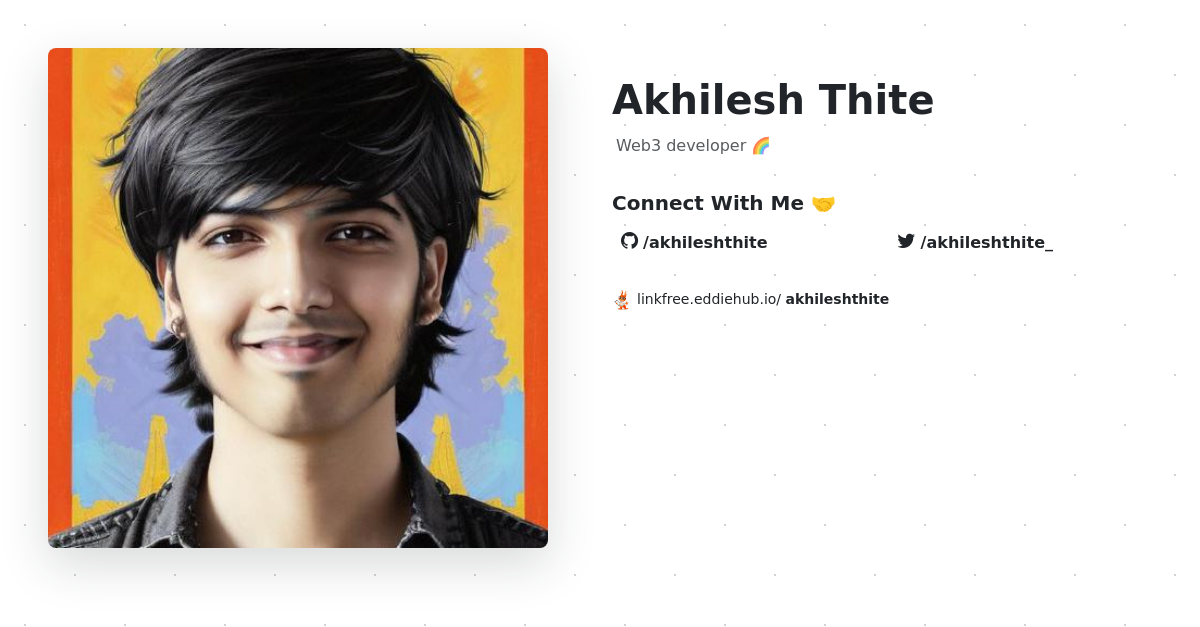 Akhilesh Thite
Web3 developer 🌈
Connect With Me 🤝
/akhileshthite
/akhileshthite_
linkfree.eddiehub.io/ akhileshthite